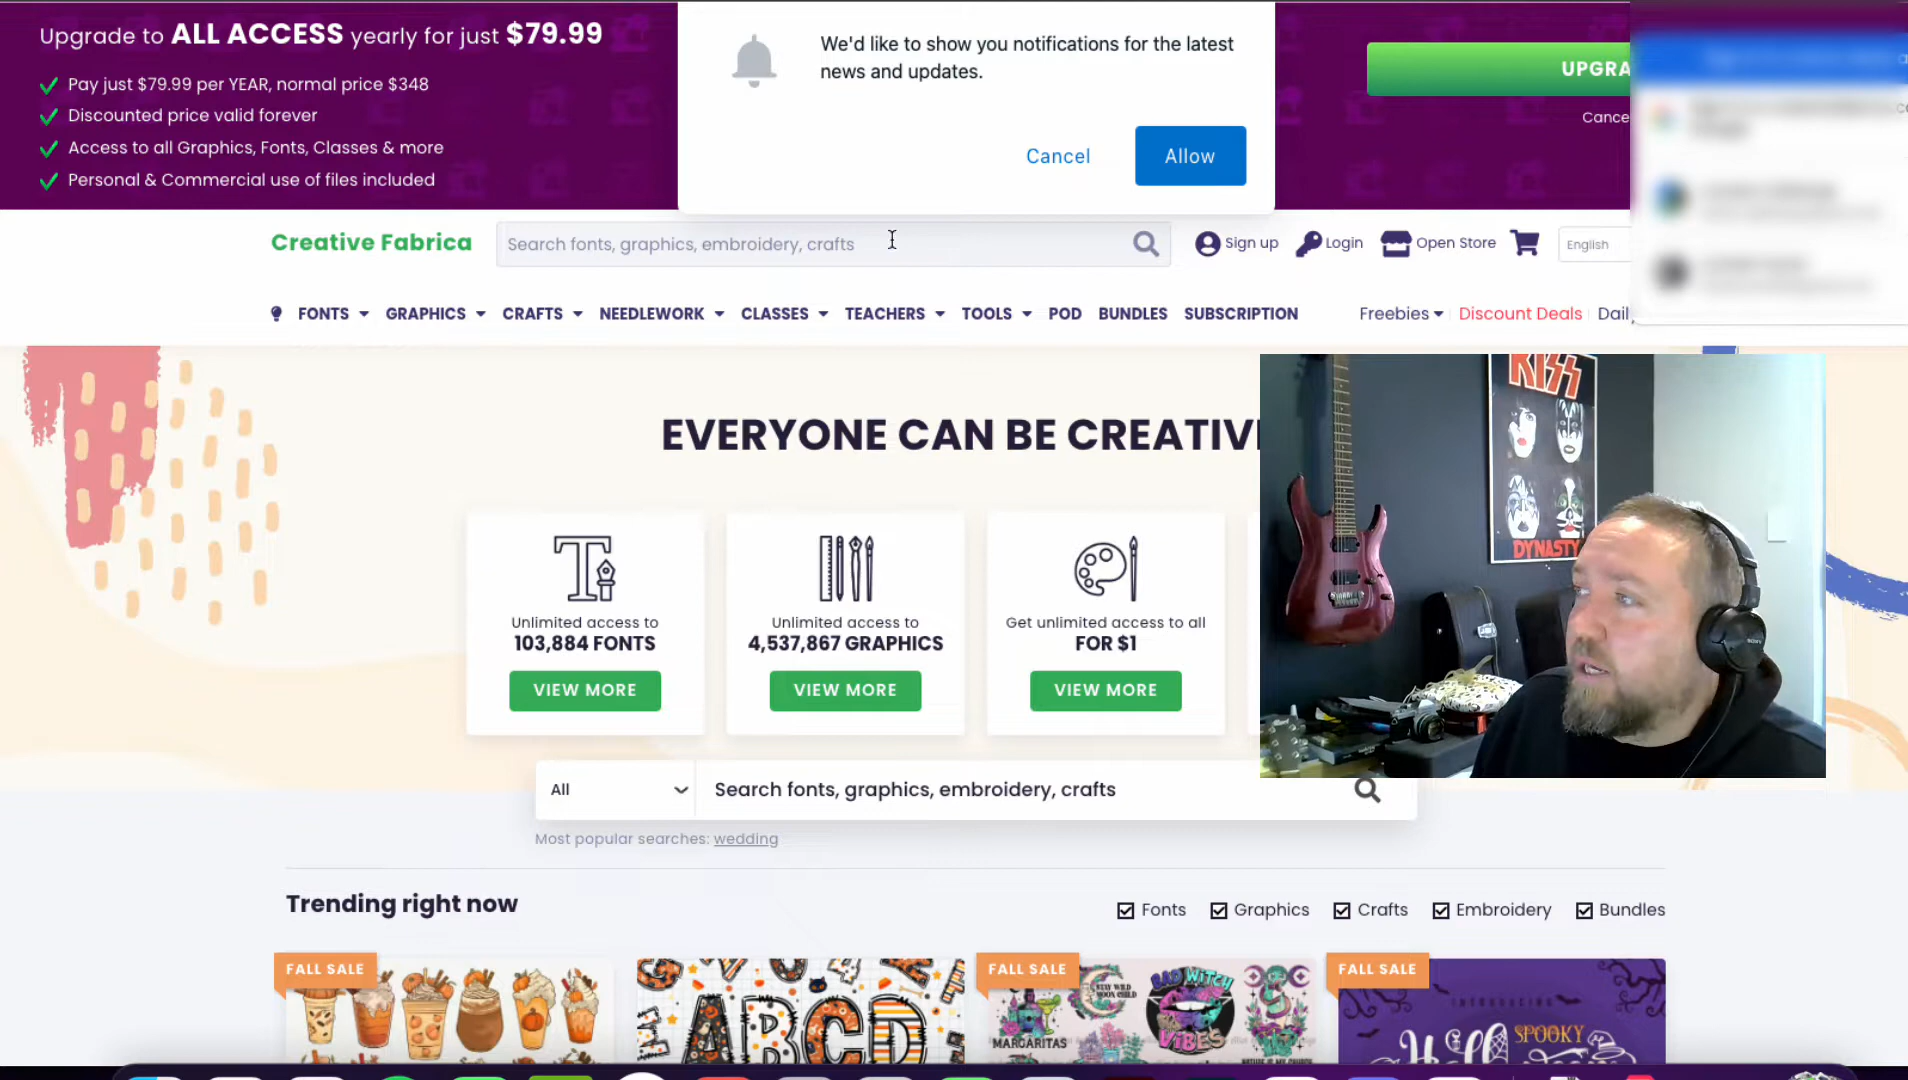 Upgrade to ALL ACCESS yearly for just $79.99
Pay just $79.99 per YEAR, normal price $348
Discounted price valid forever
Access to all Graphics, Fonts, Classes & more
Personal & Commercial use of files included
We'd like to show you notifications for the latest
news and updates.
Cancel
Allow
UPGRA
Cance
Creative Fabrica
Search fonts, graphics, embroidery, crafts
Sign up
Login
Open Store
English
FONTS
GRAPHICS
CRAFTS
NEEDLEWORK
CLASSES
TEACHERS
TOOLS
POD
BUNDLES
SUBSCRIPTION
Freebies
Discount Deals
Daily
EVERYONE CAN BE CREATIV
Unlimited access to
103,884 FONTS
VIEW MORE
Unlimited access to
4,537,867 GRAPHICS
VIEW MORE
Get unlimited access to all
FOR $1
VIEW MORE
KISS
DYNASTY
SONY
All
Search fonts, graphics, embroidery, crafts
Most popular searches: wedding
Trending right now
Fonts
Graphics
Crafts
Embroidery
Bundles
FALL SALE
ABCD
FALL SALE
STAY WILD
MOON CHILD
MARGARITAS
BAD WITCH
VIBES
FALL SALE
INTRODUCING
SPOOKY